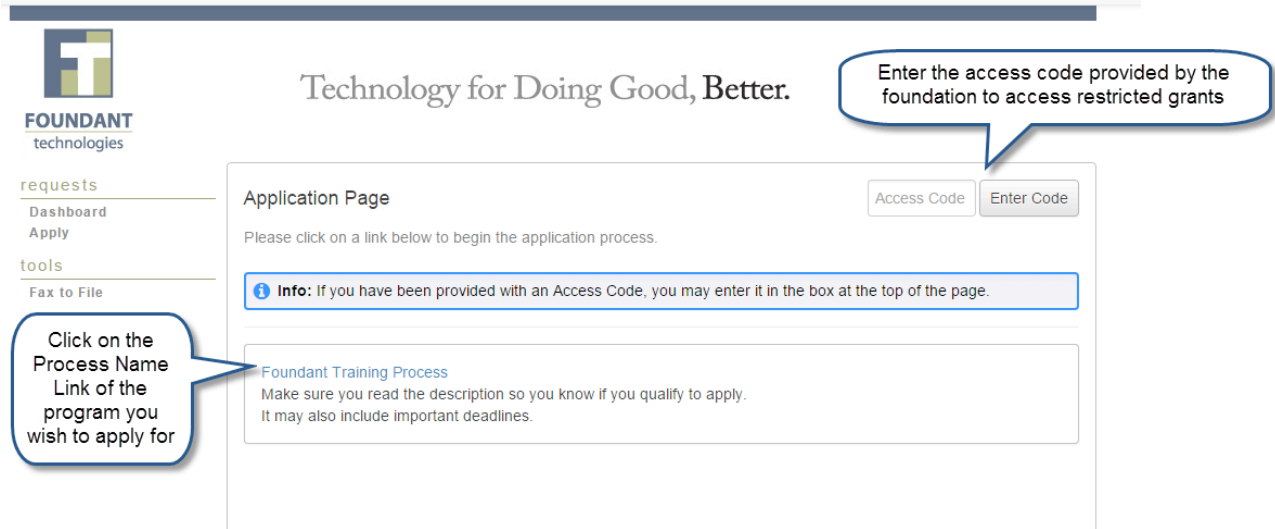 FT
FOUNDANT
technologies
Technology for Doing Good, Better.
Enter the access code provided by the
foundation to access restricted grants
requests
Dashboard
Apply
tools
Fax to File
Click on the
Process Name
Link of the
program you
wish to apply for
Application Page
Access Code
Enter Code
Please click on a link below to begin the application process.
Info: If you have been provided with an Access Code, you may enter it in the box at the top of the page.
Foundant Training Process
Make sure you read the description so you know if you qualify to apply.
It may also include important deadlines.